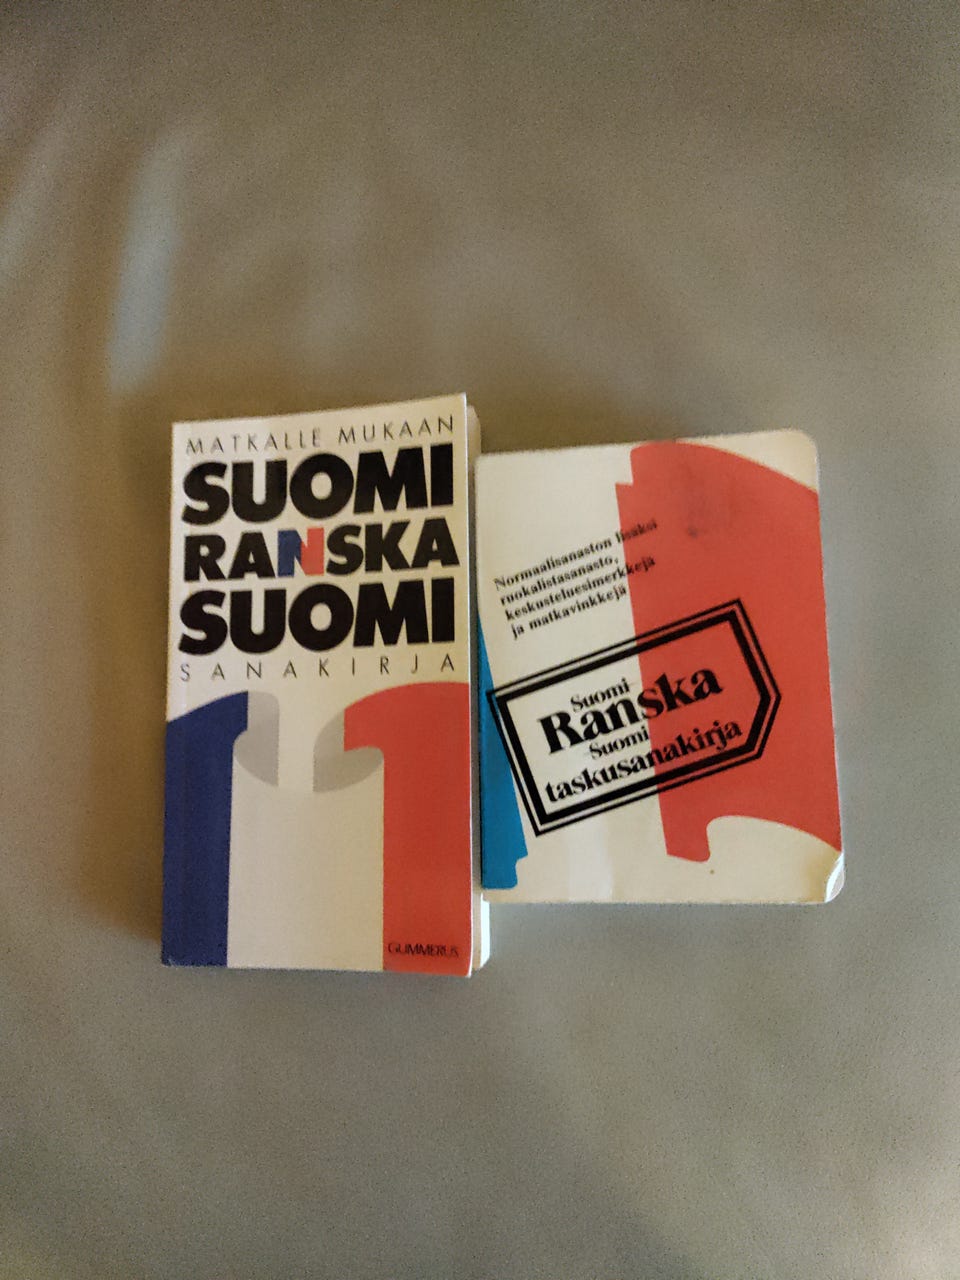 MATKALLE MUKAAN
SUOMI
RANSKA
SUOMI
SANAKIRJA
GUMMERUS
Normaalisanaston lisäksi
ruokalistasanasto,
keskusteluesimerkkejä
ja matkavinkkejä
Suomi-
Ranska
-Suomi
taskusanakirja